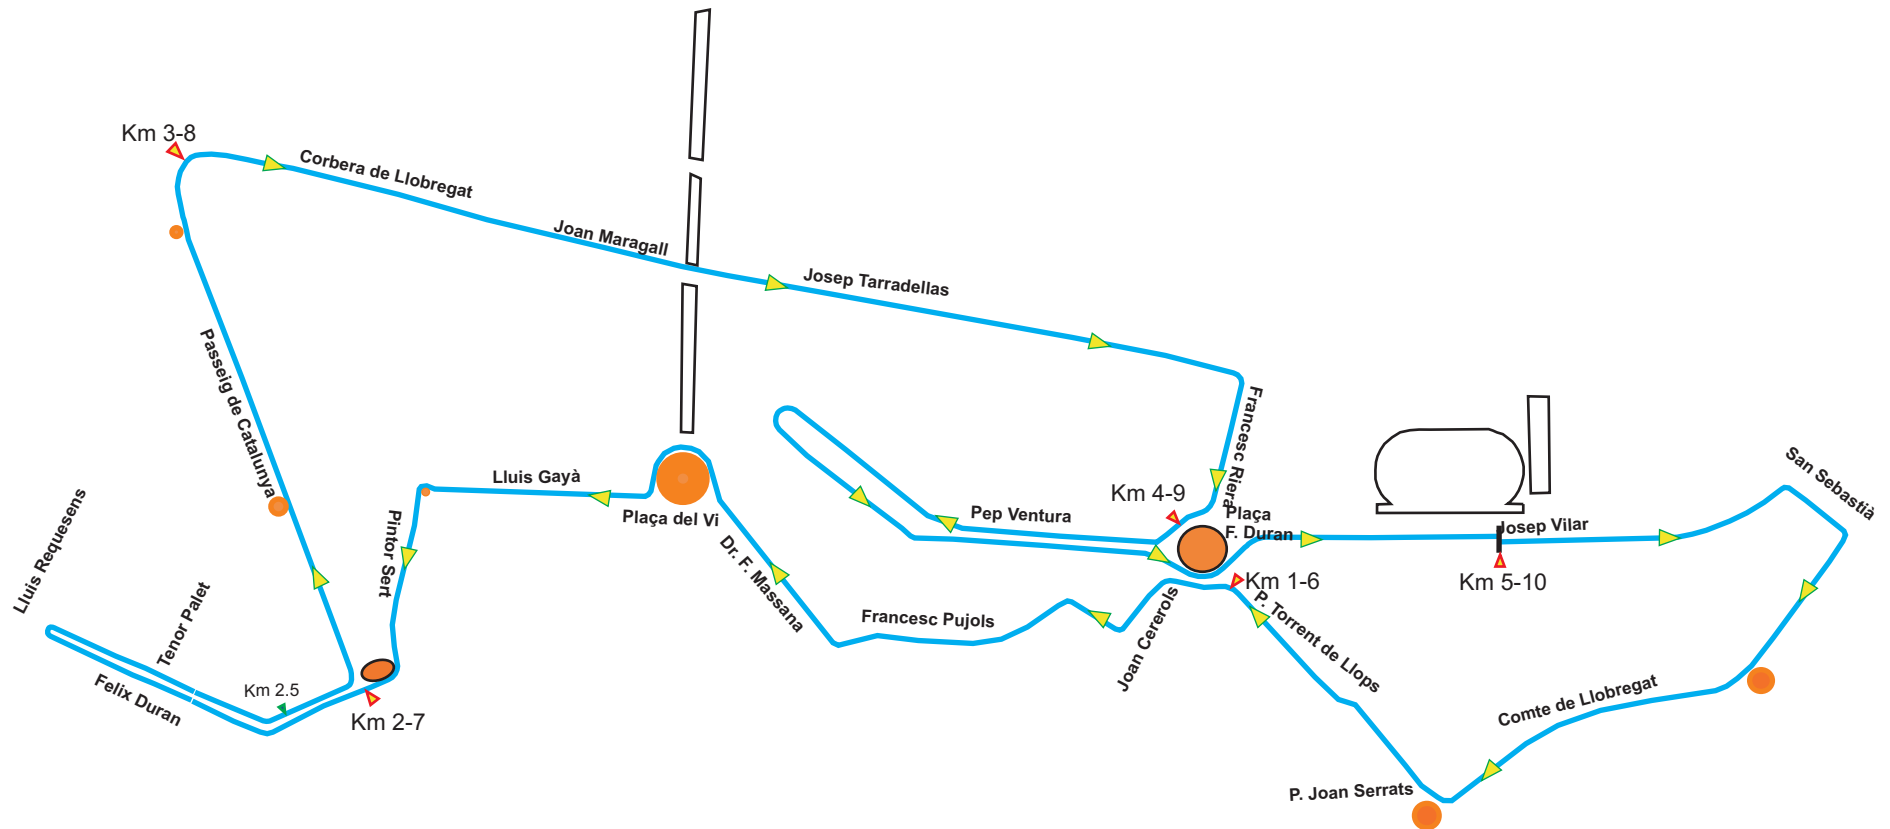 Km 3-8
Corbera de Llobregat
Joan Maragall
Josep Tarradellas
Passeig de Catalunya
Francesc Riera
San Sebastià
Lluis Gayà
Km 4-9
Pep Ventura
Plaça
F. Duran
Josep Vilar
Plaça del Vi
Lluis Requesens
Pintor Sert
Dr. F. Massana
Km 1-6
Km 5-10
Tenor Palet
Francesc Pujols
Joan Cererols
P. Torrent de Llops
Felix Duran
Km 2.5
Km 2-7
Comte de Llobregat
P. Joan Serrats